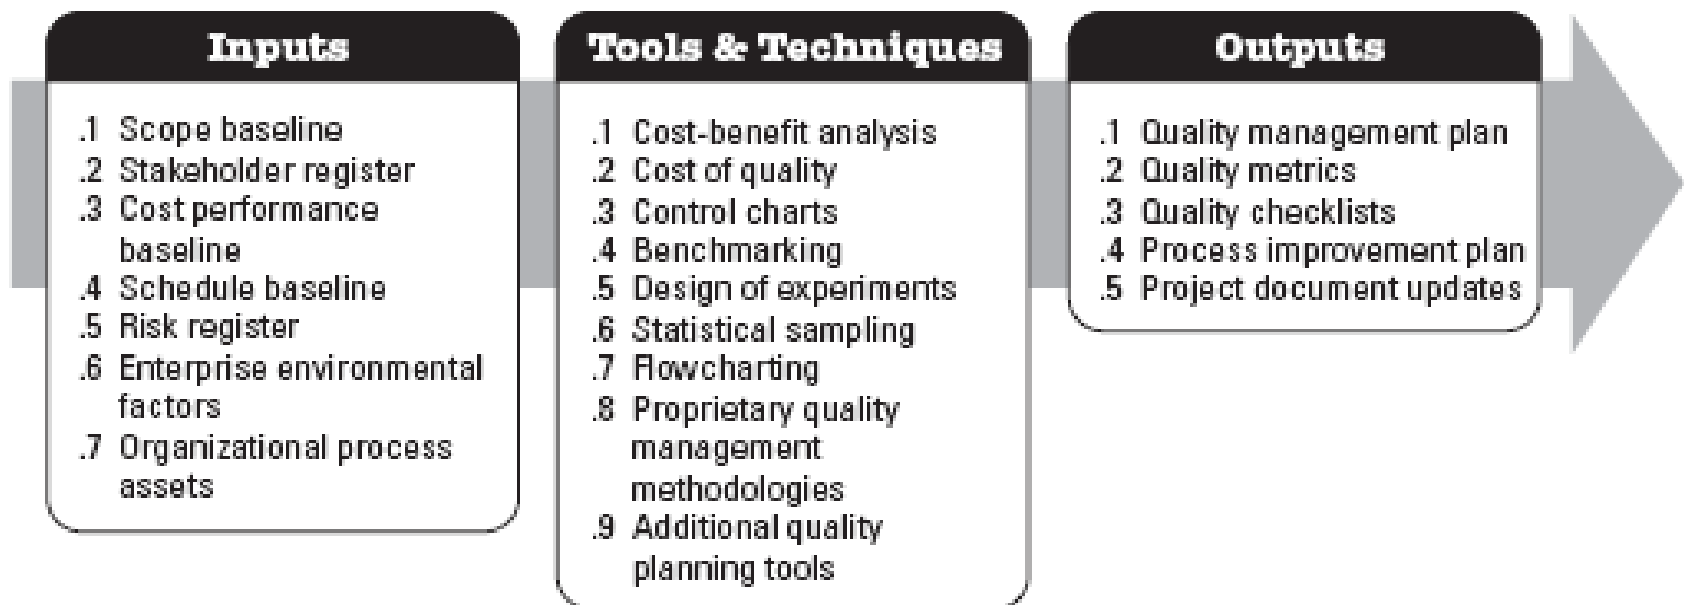 Inputs
.1 Scope baseline
.2 Stakeholder register
.3 Cost performance
baseline
.4 Schedule baseline
.5 Risk register
.6 Enterprise environmental
factors
.7 Organizational process
assets
Tools & Techniques
.1 Cost-benefit analysis
.2 Cost of quality
.3 Control charts
.4 Benchmarking
.5 Design of experiments
.6 Statistical sampling
.7 Flowcharting
.8 Proprietary quality
management
methodologies
.9 Additional quality
planning tools
Outputs
.1 Quality management plan
.2 Quality metrics
.3 Quality checklists
.4 Process improvement plan
.5 Project document updates